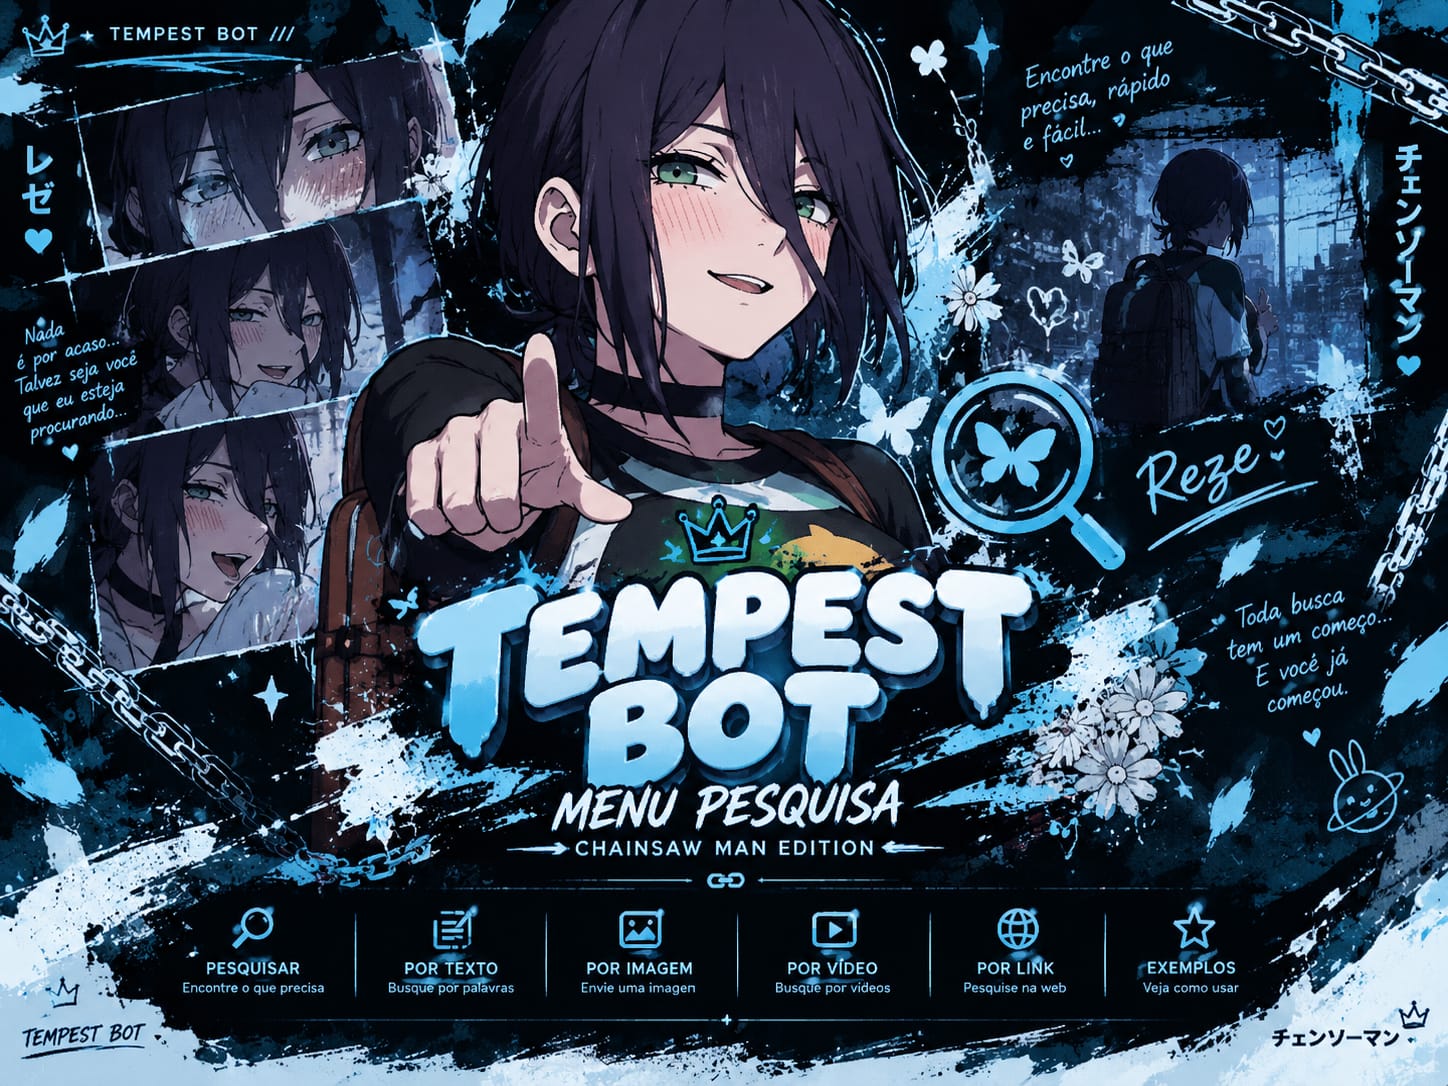 TEMPEST BOT ///
レゼ
Nada
é por acaso...
Talvez seja você
que eu esteja
procurando...
Encontre o que
precisa, rápido
e fácil...
チェンソーマン
Reze
Toda busca
tem um começo...
E você já
começou.
TEMPEST
BOT
MENU PESQUISA
CHAINSAW MAN EDITION
PESQUISAR
Encontre o que precisa
POR TEXTO
Busque por palavras
POR IMAGEM
Envie uma imagem
POR VÍDEO
Busque por vídeos
POR LINK
Pesquise na web
EXEMPLOS
Veja como usar
TEMPEST BOT
チェンソーマン